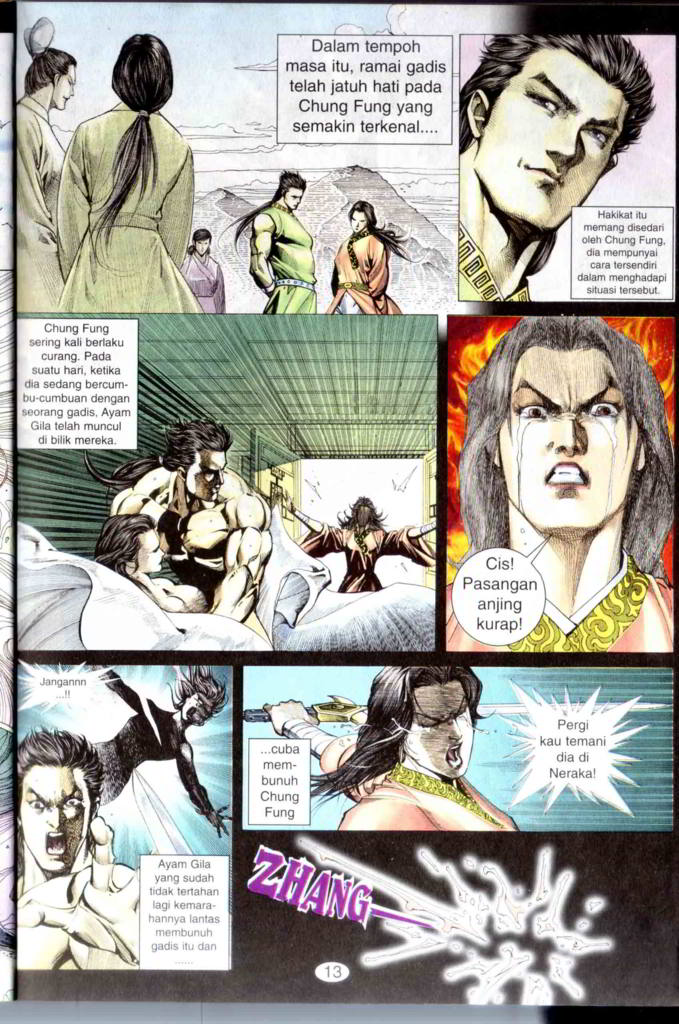 Dalam tempoh
masa itu, ramai gadis
telah jatuh hati pada
Chung Fung yang
semakin terkenal....
Hakikat itu
memang disedari
oleh Chung Fung,
dia mempunyai
cara tersendiri
dalam menghadapi
situasi tersebut.
Chung Fung
sering kali berlaku
curang. Pada
suatu hari, ketika
dia sedang bercum-
bu-cumbuan dengan
seorang gadis, Ayam
Gila telah muncul
di bilik mereka.
Cis!
Pasangan
anjing
kurap!
Jangannn
...!!
Ayam Gila
yang sudah
tidak tertahan
lagi kemara-
hannya lantas
membunuh
gadis itu dan
......
...cuba
mem-
bunuh
Chung
Fung
Pergi
kau temani
dia di
Neraka!
ZHANG
13